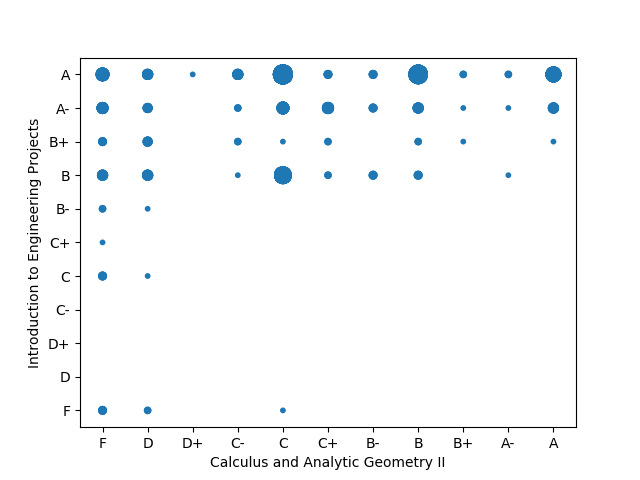 Introduction to Engineering Projects
A
A-
B+
B
B-
C+
C
C-
D+
D
F
F D D+ C- C C+ B- B B+ A- A
Calculus and Analytic Geometry II